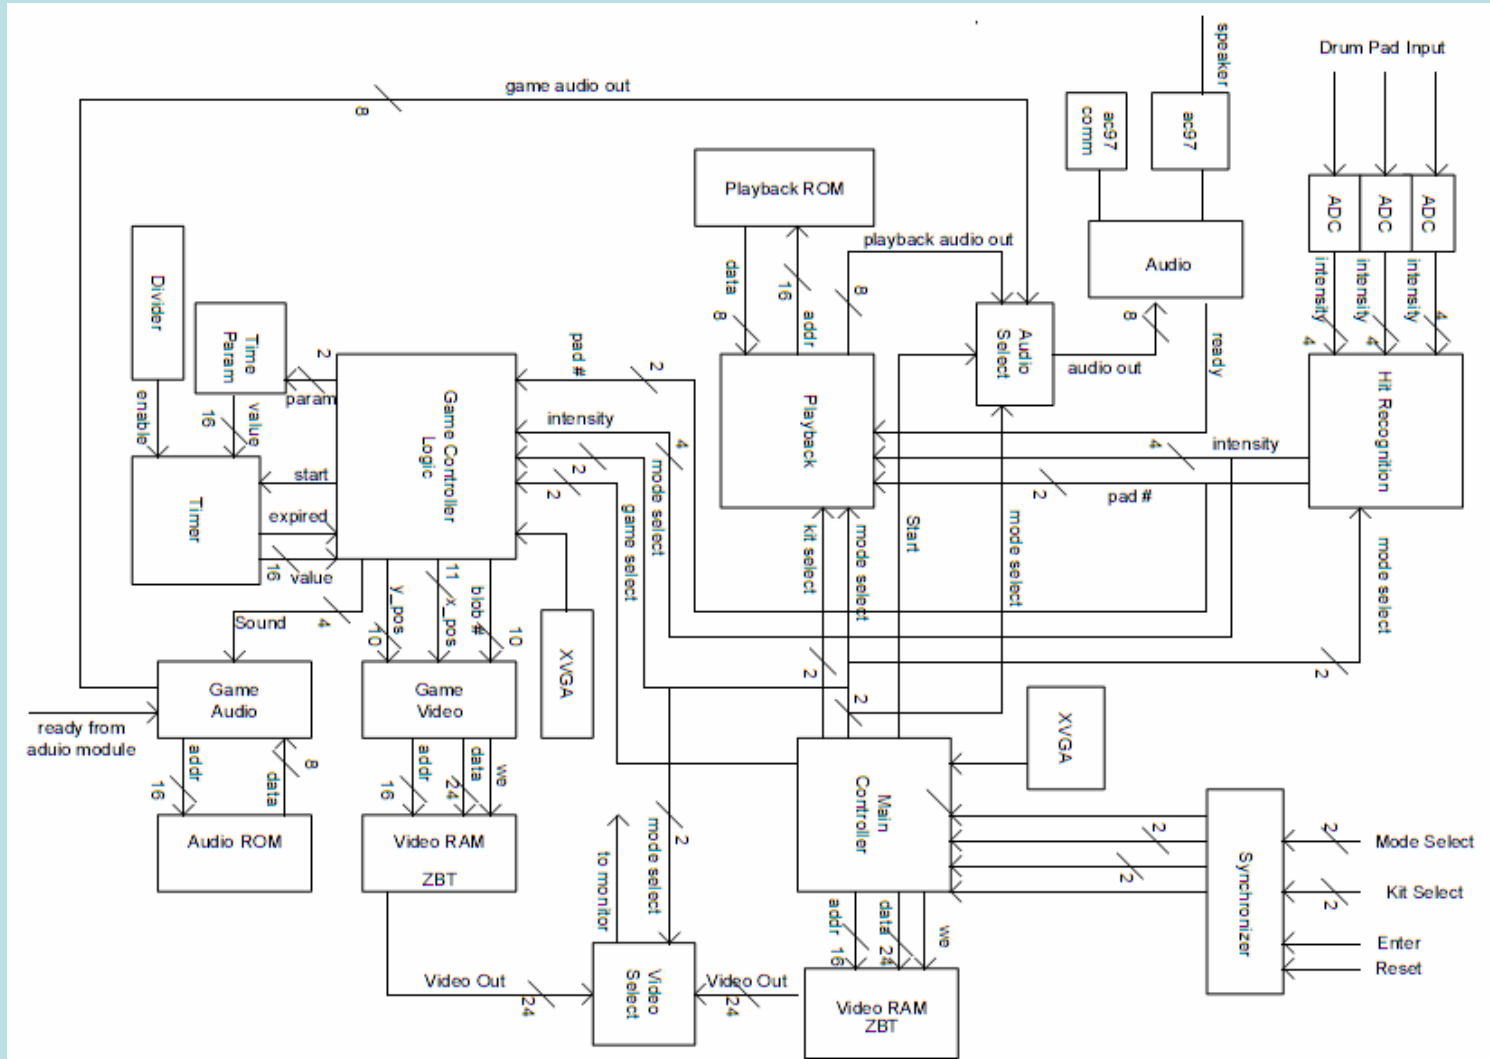 speaker
Drum Pad Input
game audio out
8
ac97
comm
ac97
Playback ROM
ADC
ADC
ADC
playback audio out
Audio
intensity
intensity
intensity
Divider
data
16
8
8
addr
8
ready
4
4
4
Time
Param
2
pad #
2
Audio
Select
audio out
param
enable
16
value
Game Controller
Logic
intensity
4
Playback
4
intensity
Hit Recognition
start
2
mode select
2
pad #
Timer
expired
2
game select
kit select
mode select
Start
mode select
mode select
16
value
Sound
4
y_pos
10
11
x_pos
blob #
10
XVGA
2
2
2
Game
Audio
Game
Video
XVGA
ready from
aduio module
addr
16
data
8
addr
16
data
24
we
2
mode select
to monitor
Main
Controller
2
2
Synchronizer
2
Mode Select
2
Kit Select
Enter
Reset
Audio ROM
Video RAM
ZBT
addr
16
data
24
we
Video Out
24
Video
Select
Video Out
24
Video RAM
ZBT